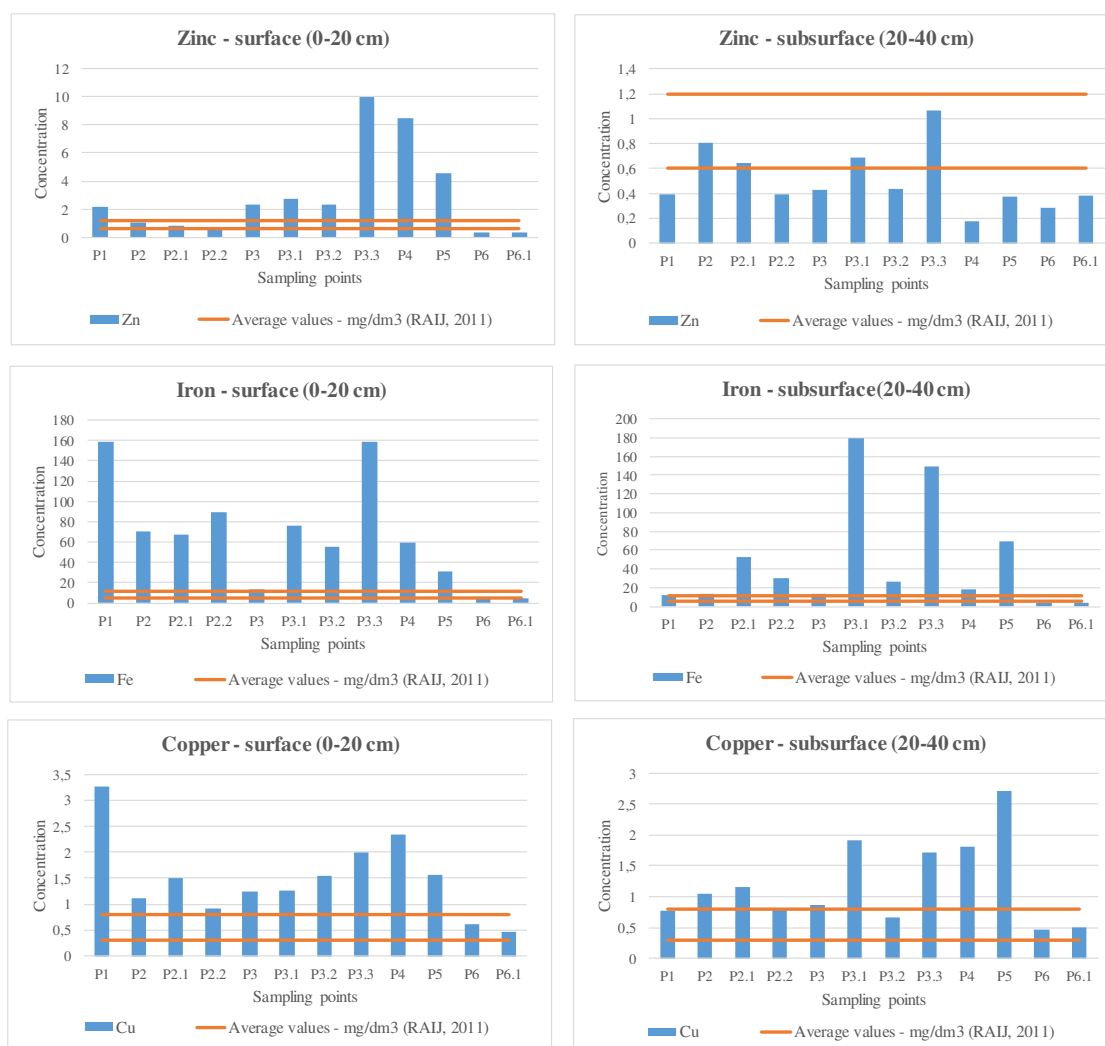 Zinc - surface (0-20 cm)
12
10
8
6
4
2
0
Concentration
P1 P2 P2.1 P2.2 P3 P3.1 P3.2 P3.3 P4 P5 P6 P6.1
Sampling points
Zn Average values - mg/dm3 (RAIJ, 2011)
Zinc - subsurface (20-40 cm)
1,4
1,2
1
0,8
0,6
0,4
0,2
0
Concentration
P1 P2 P2.1 P2.2 P3 P3.1 P3.2 P3.3 P4 P5 P6 P6.1
Sampling points
Zn Average values - mg/dm3 (RAIJ, 2011)
Iron - surface (0-20 cm)
180
160
140
120
100
80
60
40
20
0
Concentration
P1 P2 P2.1 P2.2 P3 P3.1 P3.2 P3.3 P4 P5 P6 P6.1
Sampling points
Fe Average values - mg/dm3 (RAIJ, 2011)
Iron - subsurface(20-40 cm)
200
180
160
140
120
100
80
60
40
20
0
Concentration
P1 P2 P2.1 P2.2 P3 P3.1 P3.2 P3.3 P4 P5 P6 P6.1
Sampling points
Fe Average values - mg/dm3 (RAIJ, 2011)
Copper - surface (0-20 cm)
3,5
3
2,5
2
1,5
1
0,5
0
Concentration
P1 P2 P2.1 P2.2 P3 P3.1 P3.2 P3.3 P4 P5 P6 P6.1
Sampling points
Cu Average values - mg/dm3 (RAIJ, 2011)
Copper - subsurface (20-40 cm)
3
2,5
2
1,5
1
0,5
0
Concentration
P1 P2 P2.1 P2.2 P3 P3.1 P3.2 P3.3 P4 P5 P6 P6.1
Sampling points
Cu Average values - mg/dm3 (RAIJ, 2011)